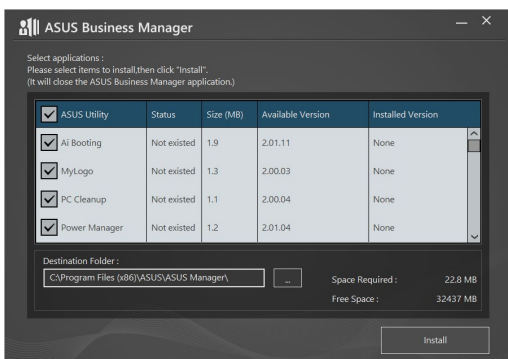 ASUS Business Manager
Select applications :
Please select items to install,then click "Install".
(It will close the ASUS Business Manager application.)
ASUS Utility Status Size (MB) Available Version Installed Version
Ai Booting Not existed 1.9 2.01.11 None
MyLogo Not existed 1.3 2.00.03 None
PC Cleanup Not existed 1.1 2.00.04 None
Power Manager Not existed 1.2 2.01.04 None
Destination Folder :
C:\Program Files (x86)\ASUS\ASUS Manager\ ...
Space Required : 22.8 MB
Free Space : 32437 MB
Install